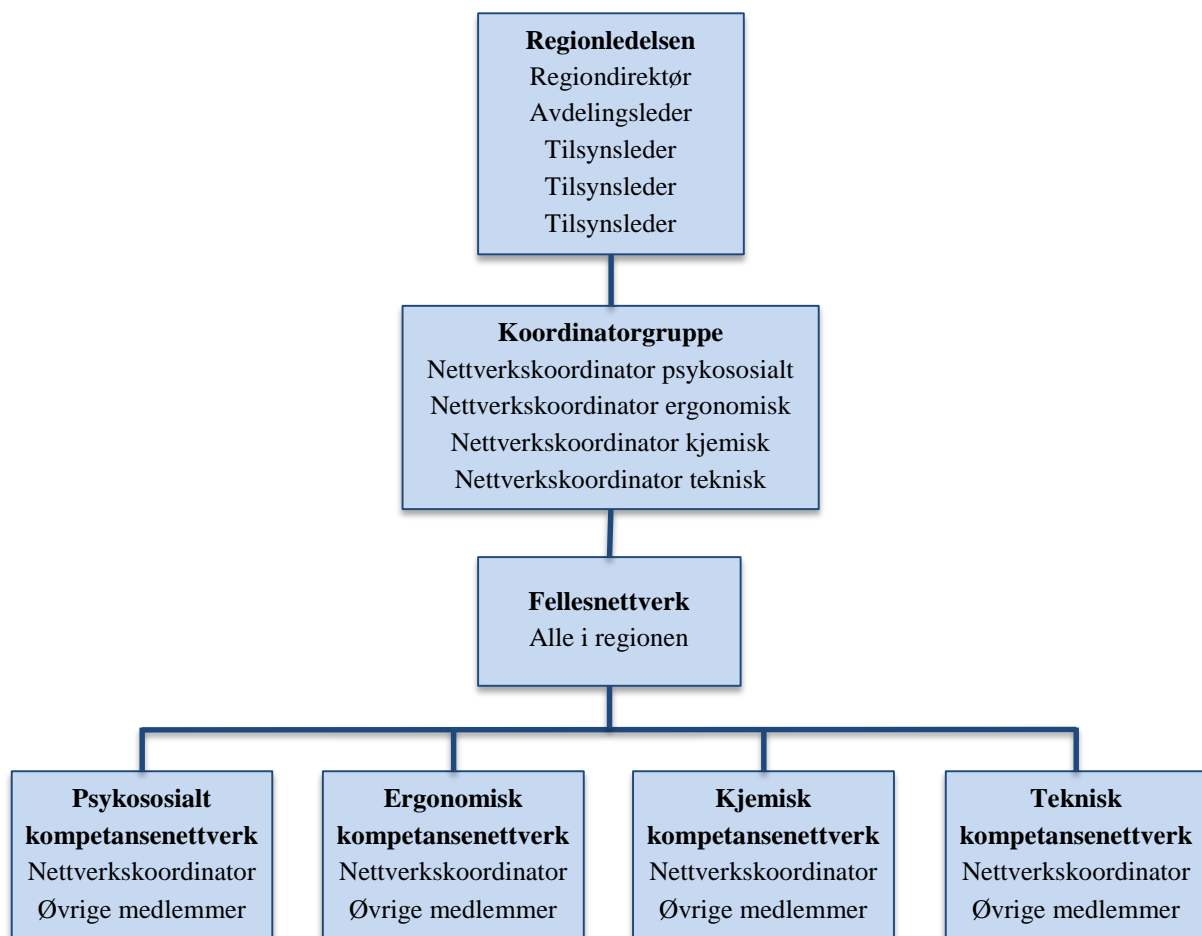 Regionledelsen
Regiondirektør
Avdelingsleder
Tilsynsleder
Tilsynsleder
Tilsynsleder
Koordinatorgruppe
Nettverkskoordinator psykososialt
Nettverkskoordinator ergonomisk
Nettverkskoordinator kjemisk
Nettverkskoordinator teknisk
Fellesnettverk
Alle i regionen
Psykososialt
kompetansenettverk
Nettverkskoordinator
Øvrige medlemmer
Ergonomisk
kompetansenettverk
Nettverkskoordinator
Øvrige medlemmer
Kjemisk
kompetansenettverk
Nettverkskoordinator
Øvrige medlemmer
Teknisk
kompetansenettverk
Nettverkskoordinator
Øvrige medlemmer